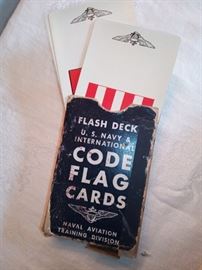 FLASH DECK
U. S. NAVY &
INTERNATIONAL
CODE
FLAG
CARDS
NAVAL AVIATION
TRAINING DIVISION